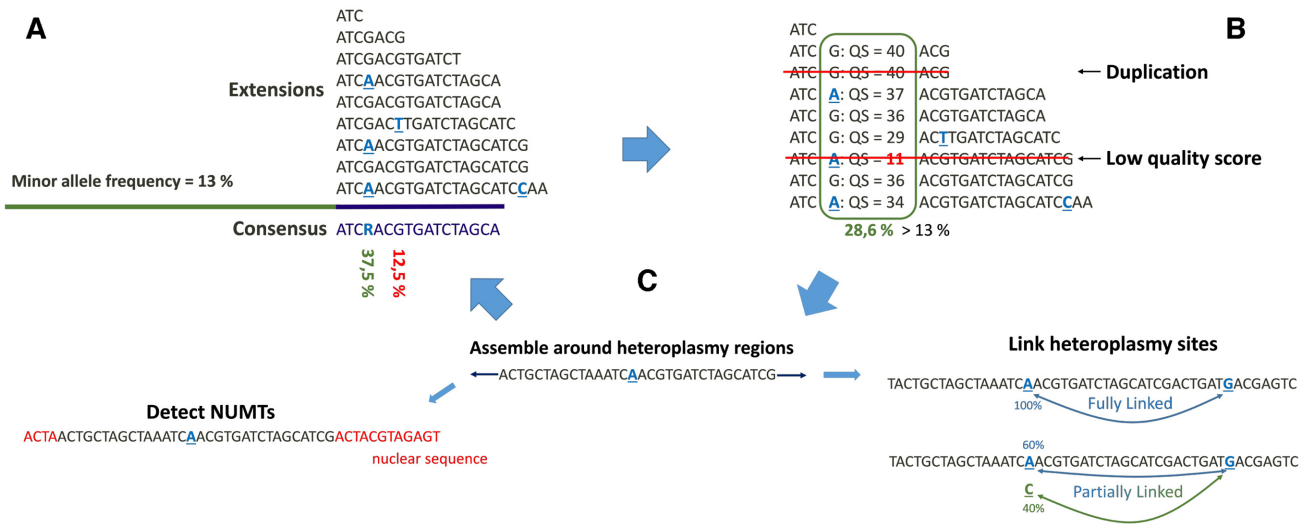 A
ATC
ATCGACG
ATCGACGTGATCT
ATCAACGTGATCTAGCA
Extensions
ATCGACGTGATCTAGCA
ATCGACTTGATCTAGCATC
ATCAACGTGATCTAGCATCG
ATCGACGTGATCTAGCATCG
Minor allele frequency = 13 %
ATCAACGTGATCTAGCATCCAA
Consensus
ATCRACGTGATCTAGCA
37,5 %
12,5 %
B
ATC
ATC G: QS = 40 ACG
ATC G: QS = 40 ACG
Duplication
ATC A: QS = 37 ACGTGATCTAGCA
ATC G: QS = 36 ACGTGATCTAGCA
ATC G: QS = 29 ACTTGATCTAGCATC
ATC A: QS = 11 ACGTGATCTAGCATCG
Low quality score
ATC G: QS = 36 ACGTGATCTAGCATCG
ATC A: QS = 34 ACGTGATCTAGCATCCAA
28,6 % > 13 %
C
Assemble around heteroplasmy regions
ACTGCTAGCTAAATCAACGTGATCTAGCATCG
Detect NUMTs
ACTAACTGCTAGCTAAATCAACGTGATCTAGCATCGACTACGTAGAGT
nuclear sequence
Link heteroplasmy sites
TACTGCTAGCTAAATCAACGTGATCTAGCATCGACTGATGACGAGTC
100%
Fully Linked
60%
TACTGCTAGCTAAATCAACGTGATCTAGCATCGACTGATGACGAGTC
C
Partially Linked
40%